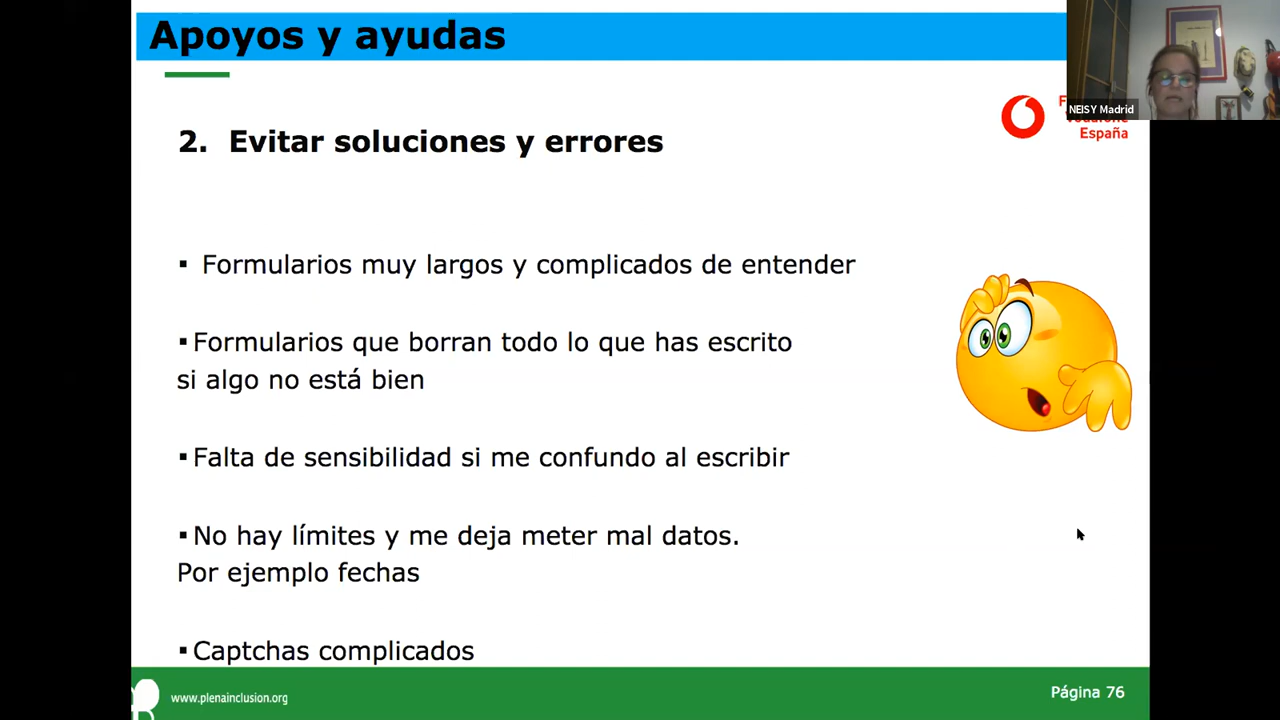 Apoyos y ayudas
NEISY Madrid
España
2. Evitar soluciones y errores
▪ Formularios muy largos y complicados de entender
▪Formularios que borran todo lo que has escrito
si algo no está bien
▪Falta de sensibilidad si me confundo al escribir
▪No hay límites y me deja meter mal datos.
Por ejemplo fechas
▪Captchas complicados
www.plenainclusion.org
Página 76